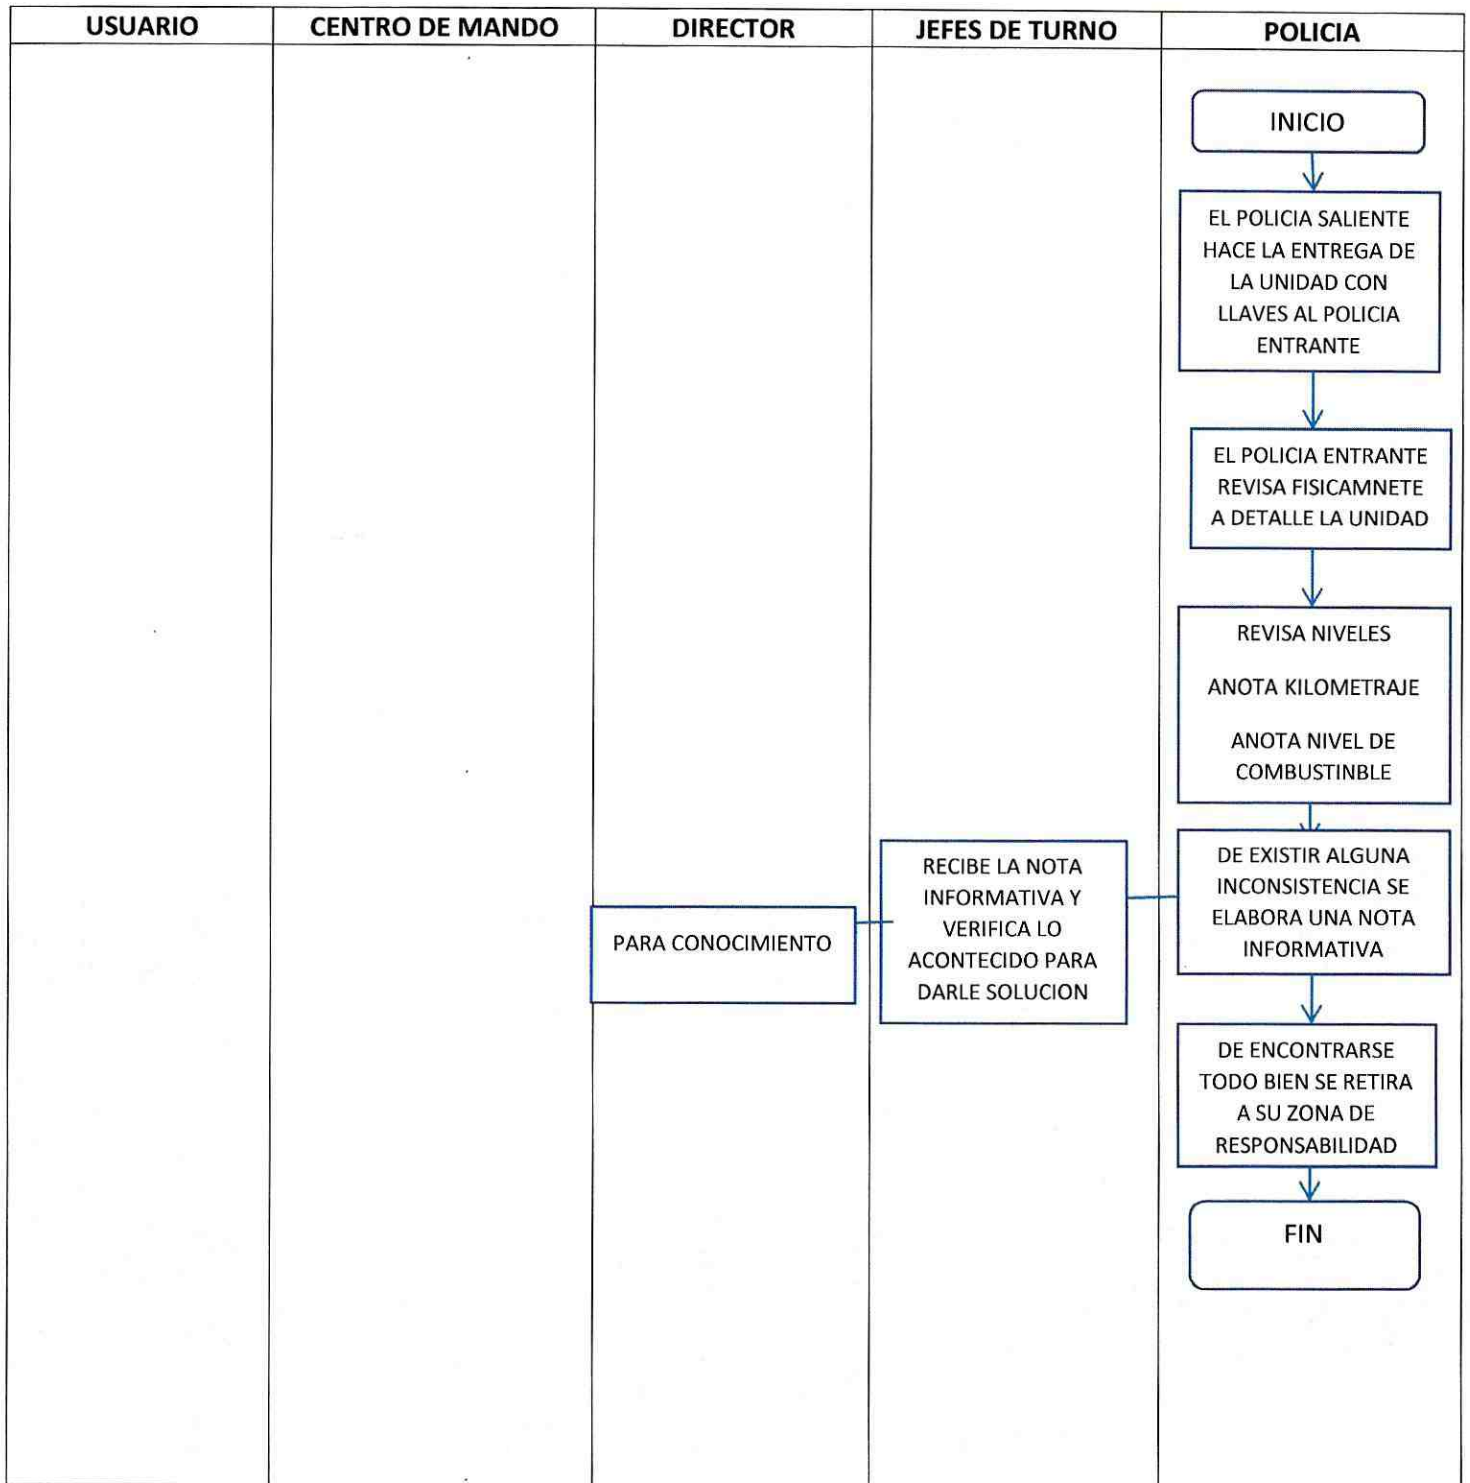 USUARIO CENTRO DE MANDO DIRECTOR JEFES DE TURNO POLICIA
INICIO
EL POLICIA SALIENTE
HACE LA ENTREGA DE
LA UNIDAD CON
LLAVES AL POLICIA
ENTRANTE
EL POLICIA ENTRANTE
REVISA FISICAMNETE
A DETALLE LA UNIDAD
REVISA NIVELES
ANOTA KILOMETRAJE
ANOTA NIVEL DE
COMBUSTINBLE
DE EXISTIR ALGUNA
INCONSISTENCIA SE
ELABORA UNA NOTA
INFORMATIVA
RECIBE LA NOTA
INFORMATIVA Y
VERIFICA LO
ACONTECIDO PARA
DARLE SOLUCION
PARA CONOCIMIENTO
DE ENCONTRARSE
TODO BIEN SE RETIRA
A SU ZONA DE
RESPONSABILIDAD
FIN